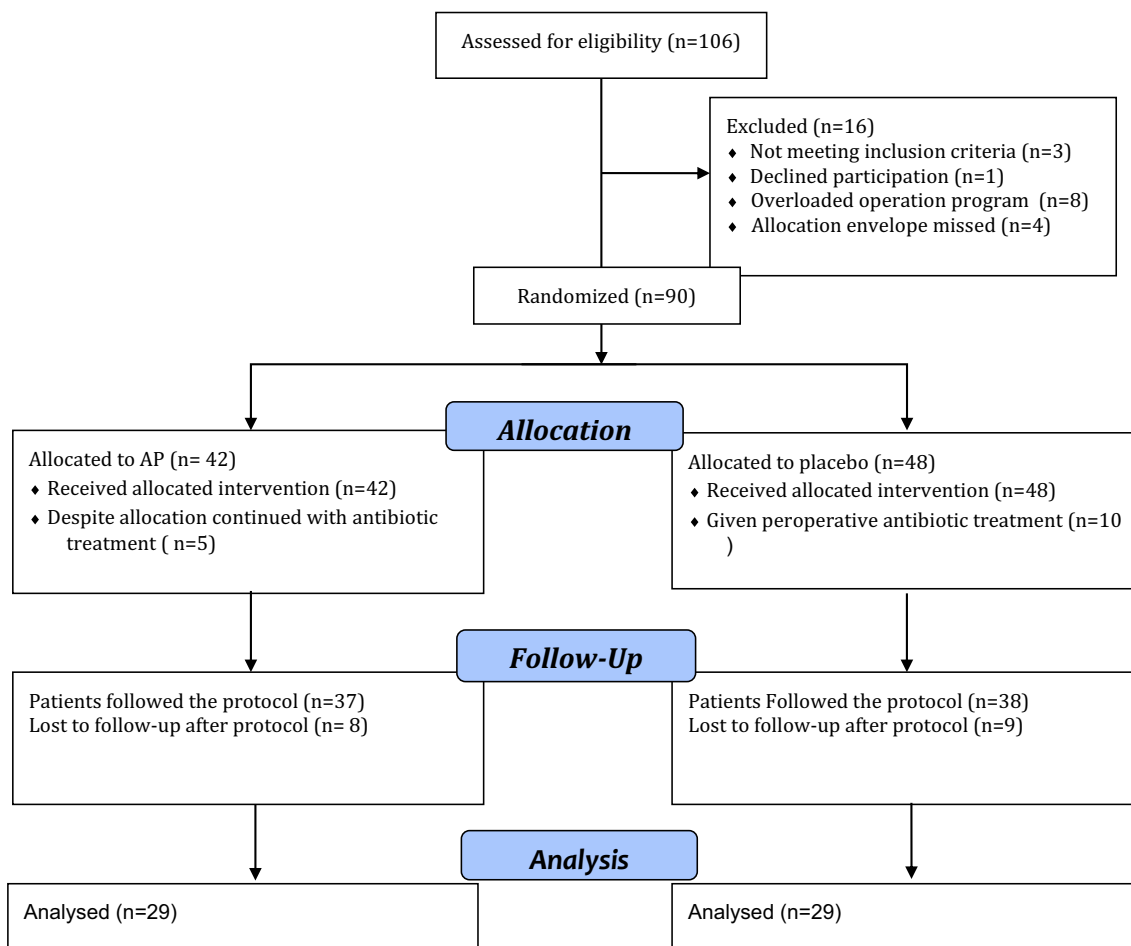 Assessed for eligibility (n=106)
Excluded (n=16)
♦ Not meeting inclusion criteria (n=3)
♦ Declined participation (n=1)
♦ Overloaded operation program (n=8)
♦ Allocation envelope missed (n=4)
Randomized (n=90)
Allocation
Allocated to AP (n= 42)
♦ Received allocated intervention (n=42)
♦ Despite allocation continued with antibiotic
treatment ( n=5)
Allocated to placebo (n=48)
♦ Received allocated intervention (n=48)
♦ Given peroperative antibiotic treatment (n=10
)
Follow-Up
Patients followed the protocol (n=37)
Lost to follow-up after protocol (n= 8)
Patients Followed the protocol (n=38)
Lost to follow-up after protocol (n=9)
Analysis
Analysed (n=29)
Analysed (n=29)